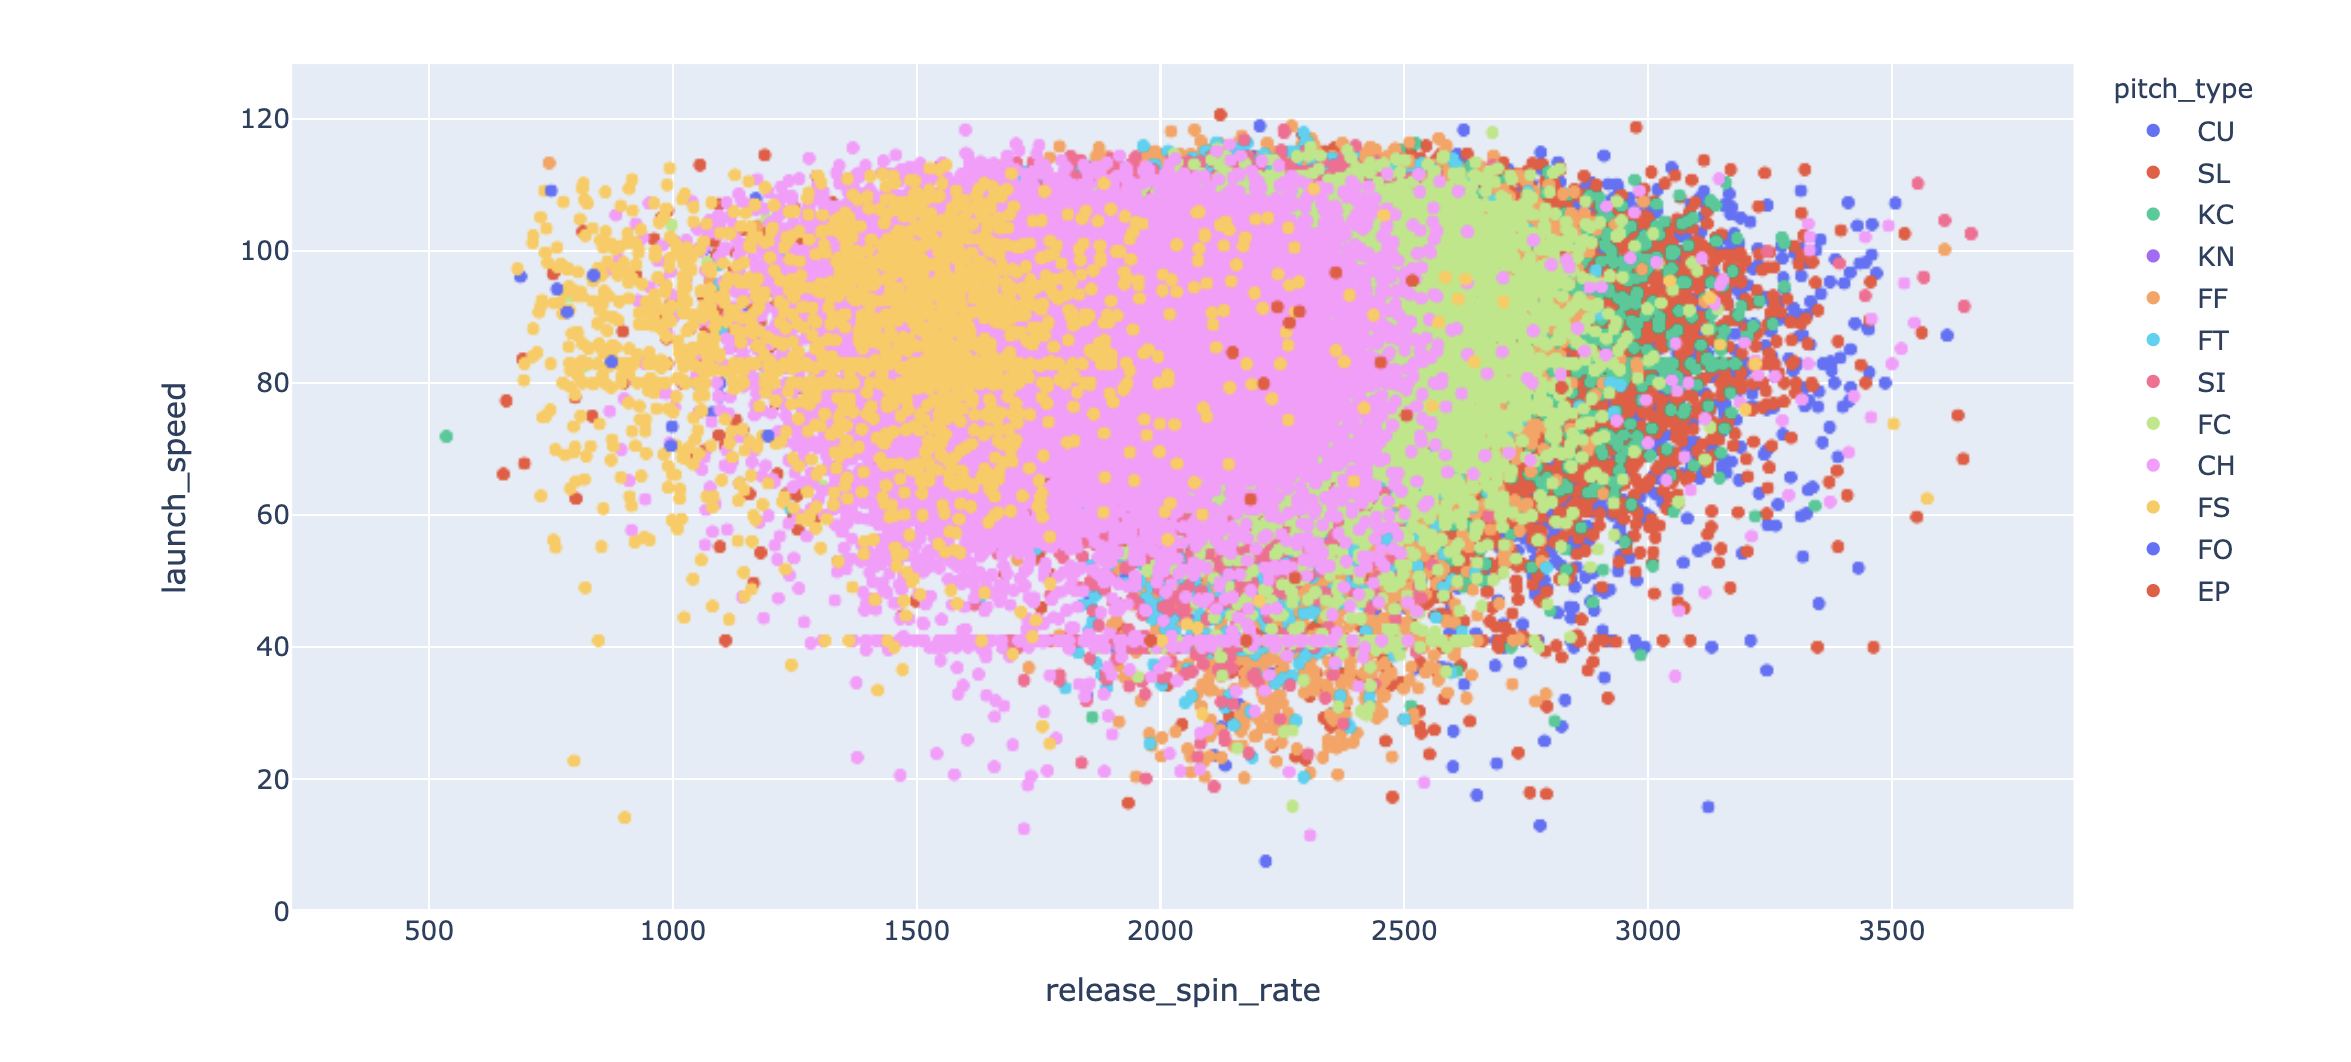 pitch_type
CU
SL
KC
KN
FF
FT
SI
FC
CH
FS
FO
EP
launch_speed
120
100
80
60
40
20
0
500 1000 1500 2000 2500 3000 3500
release_spin_rate